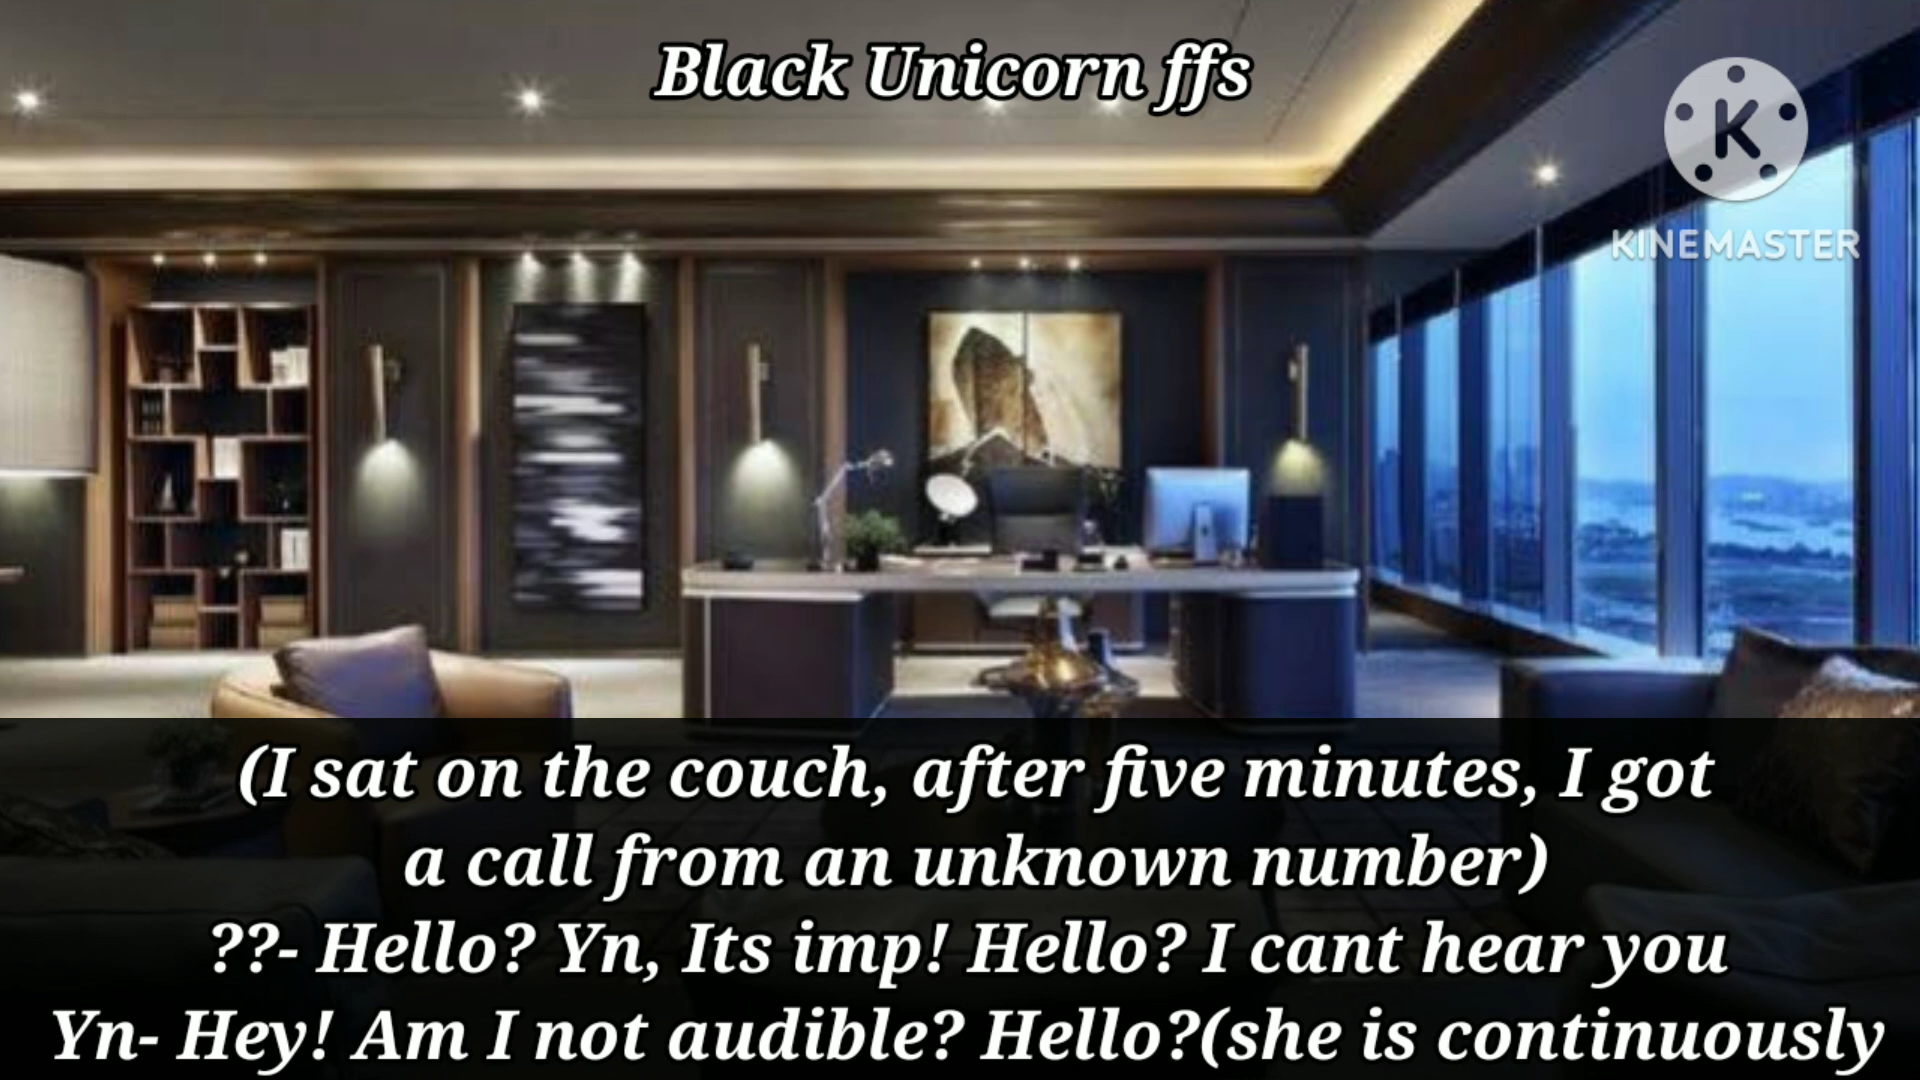 Black Unicorn ffs
K
KINEMASTER
(I sat on the couch, after five minutes, I got
a call from an unknown number)
??- Hello? Yn, Its imp! Hello? I cant hear you
Yn- Hey! Am I not audible? Hello?(she is continuously